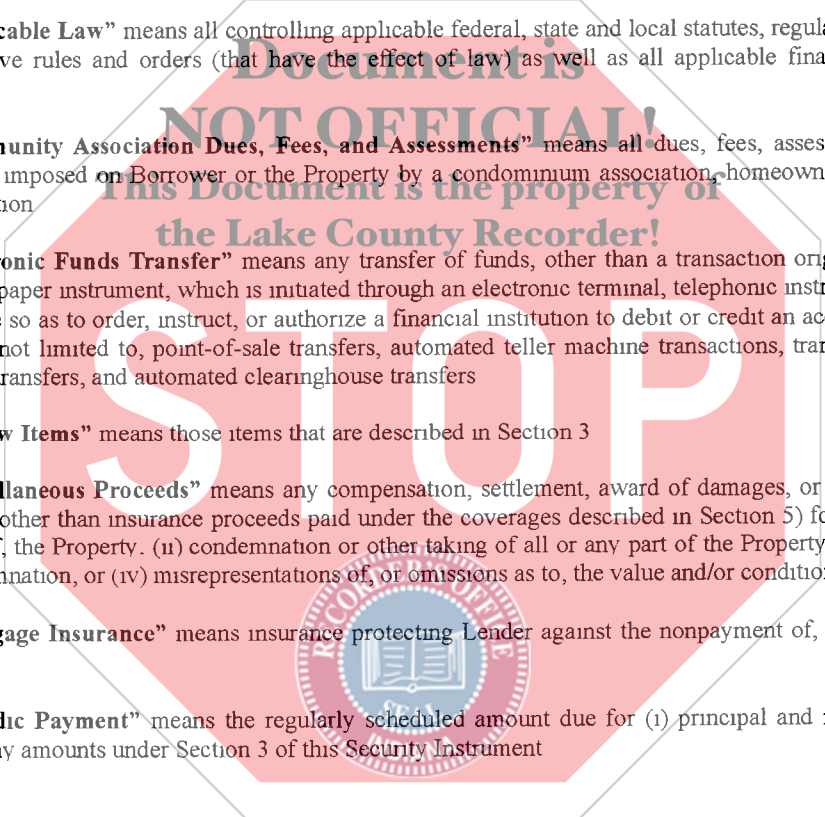 cable Law” means all controlling applicable federal, state and local statutes, regula
ve rules and orders (that have the effect of law) as well as all applicable fina
Document is
NOT OFFICIAL!
unity Association Dues, Fees, and Assessments” means all dues, fees, asses
imposed on Borrower or the Property by a condominium association, homeown
This Document is the property of
ion
the Lake County Recorder!
onic Funds Transfer” means any transfer of funds, other than a transaction orig
paper instrument, which is initiated through an electronic terminal, telephonic instr
so as to order, instruct, or authorize a financial institution to debit or credit an ac
not limited to, point-of-sale transfers, automated teller machine transactions, tran
ransfers, and automated clearinghouse transfers
STOP
w Items” means those items that are described in Section 3
llaneous Proceeds” means any compensation, settlement, award of damages, or
other than insurance proceeds paid under the coverages described in Section 5) fo
, the Property. (ii) condemnation or other taking of all or any part of the Property
nation, or (iv) misrepresentations of, or omissions as to, the value and/or conditio
RECORDER'S OFFICE
gage Insurance” means insurance protecting Lender against the nonpayment of,
SEAL
dic Payment” means the regularly scheduled amount due for (i) principal and
y amounts under Section 3 of this Security Instrument